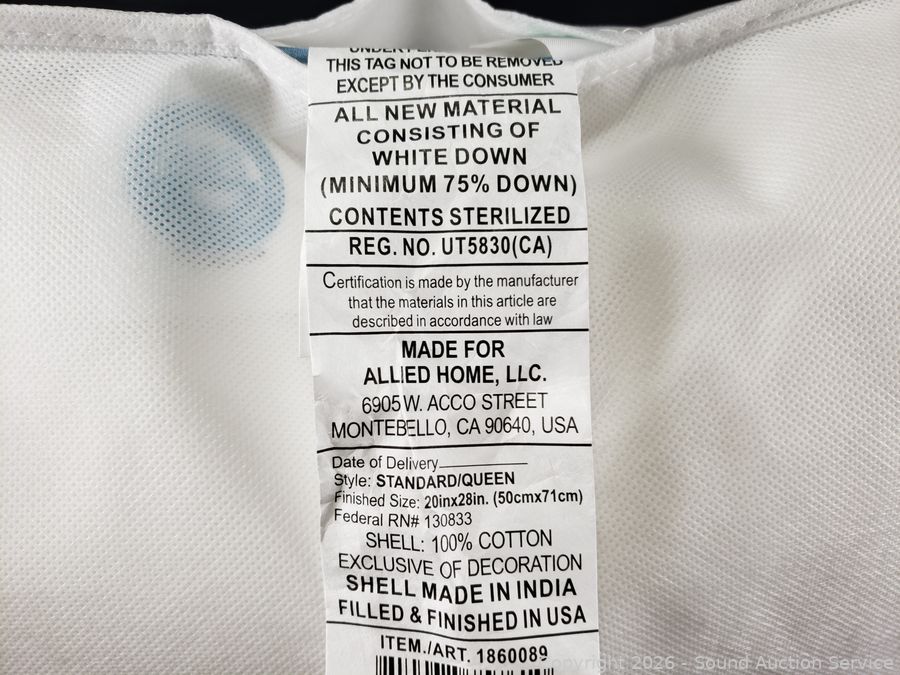 THIS TAG NOT TO BE REMOVED
EXCEPT BY THE CONSUMER
ALL NEW MATERIAL
CONSISTING OF
WHITE DOWN
(MINIMUM 75% DOWN)
CONTENTS STERILIZED
REG. NO. UT5830(CA)
Certification is made by the manufacturer
that the materials in this article are
described in accordance with law
MADE FOR
ALLIED HOME, LLC.
6905 W. ACCO STREET
MONTEBELLO, CA 90640, USA
Date of Delivery
Style: STANDARD/QUEEN
Finished Size: 20inx28in. (50cmx71cm)
Federal RN# 130833
SHELL: 100% COTTON
EXCLUSIVE OF DECORATION
SHELL MADE IN INDIA
FILLED & FINISHED IN USA
ITEM./ART. 1860089
Copyright 2026 - Sound Auction Service